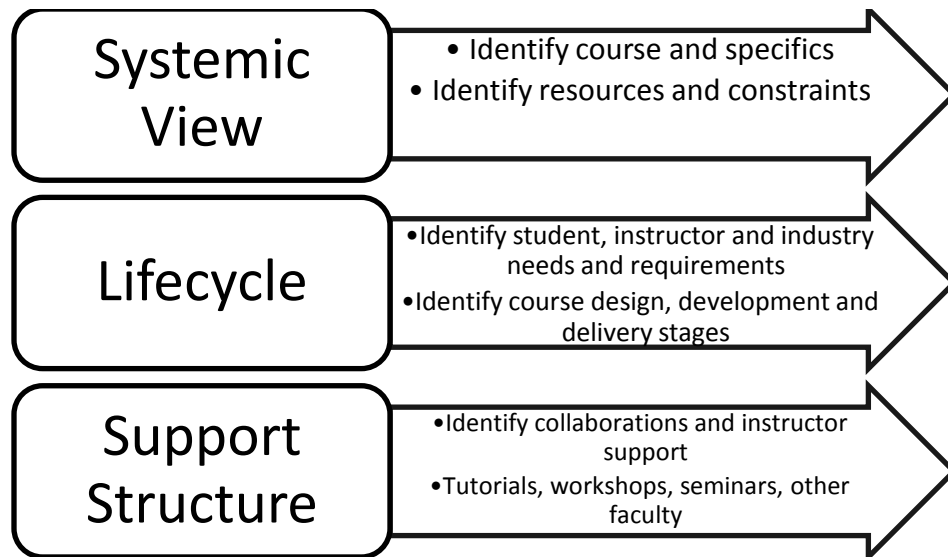 Systemic
View
• Identify course and specifics
• Identify resources and constraints
Lifecycle
•Identify student, instructor and industry
needs and requirements
•Identify course design, development and
delivery stages
Support
Structure
•Identify collaborations and instructor
support
•Tutorials, workshops, seminars, other
faculty